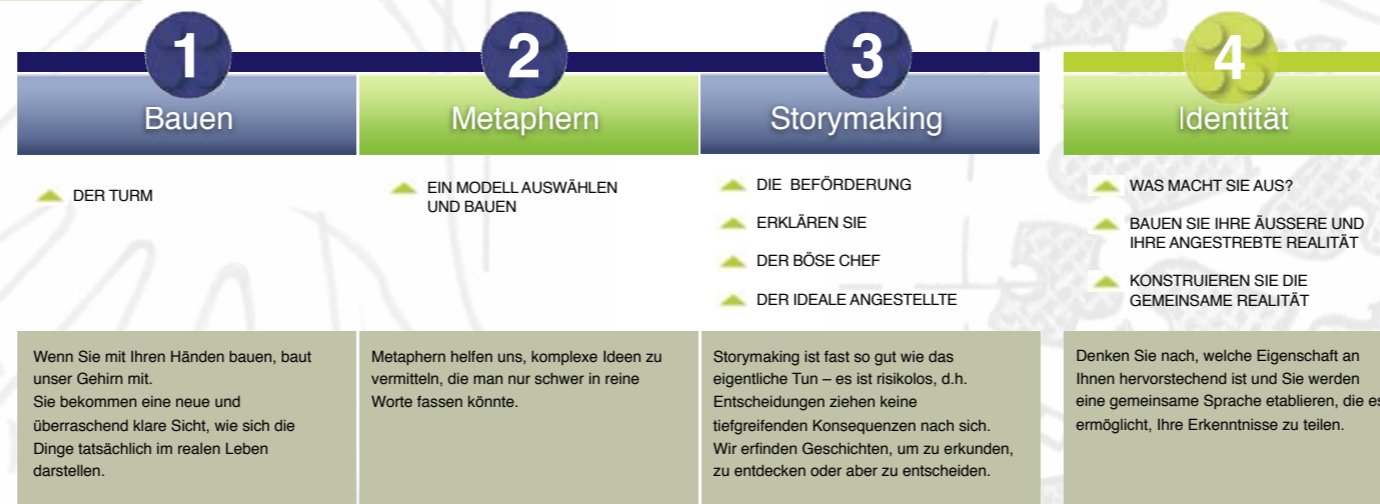 1
Bauen
DER TURM
Wenn Sie mit Ihren Händen bauen, baut
unser Gehirn mit.
Sie bekommen eine neue und
überraschend klare Sicht, wie sich die
Dinge tatsächlich im realen Leben
darstellen.
2
Metaphern
EIN MODELL AUSWÄHLEN
UND BAUEN
Metaphern helfen uns, komplexe Ideen zu
vermitteln, die man nur schwer in reine
Worte fassen könnte.
3
Storymaking
DIE BEFÖRDERUNG
ERKLÄREN SIE
DER BÖSE CHEF
DER IDEALE ANGESTELLTE
Storymaking ist fast so gut wie das
eigentliche Tun – es ist risikolos, d.h.
Entscheidungen ziehen keine
tiefgreifenden Konsequenzen nach sich.
Wir erfinden Geschichten, um zu erkunden,
zu entdecken oder aber zu entscheiden.
4
Identität
WAS MACHT SIE AUS?
BAUEN SIE IHRE ÄUSSERE UND
IHRE ANGESTREBTE REALITÄT
KONSTRUIEREN SIE DIE
GEMEINSAME REALITÄT
Denken Sie nach, welche Eigenschaft an
Ihnen hervorstechend ist und Sie werden
eine gemeinsame Sprache etablieren, die es
ermöglicht, Ihre Erkenntnisse zu teilen.